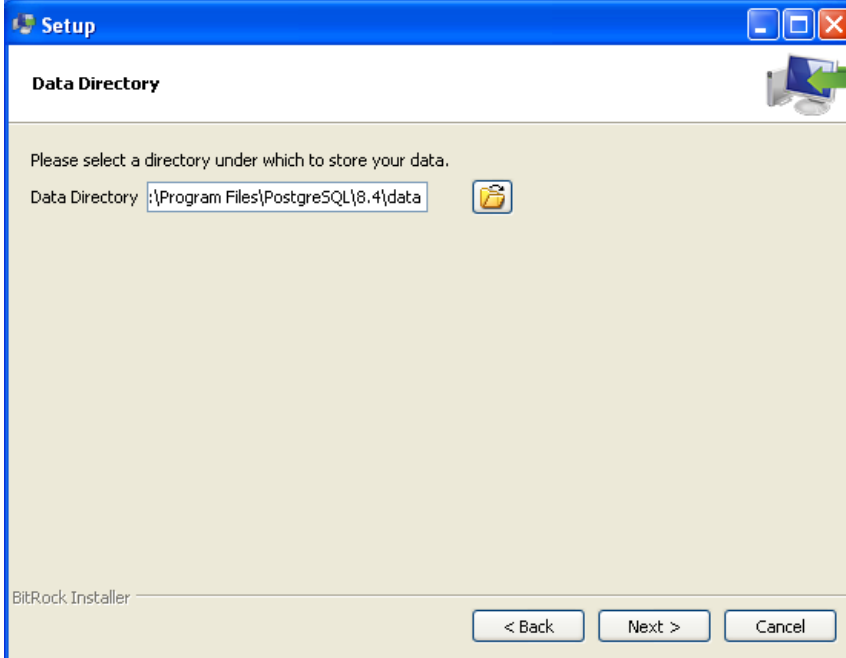 Setup
Data Directory
Please select a directory under which to store your data.
Data Directory :\Program Files\PostgreSQL\8.4\data
BitRock Installer
< Back Next > Cancel